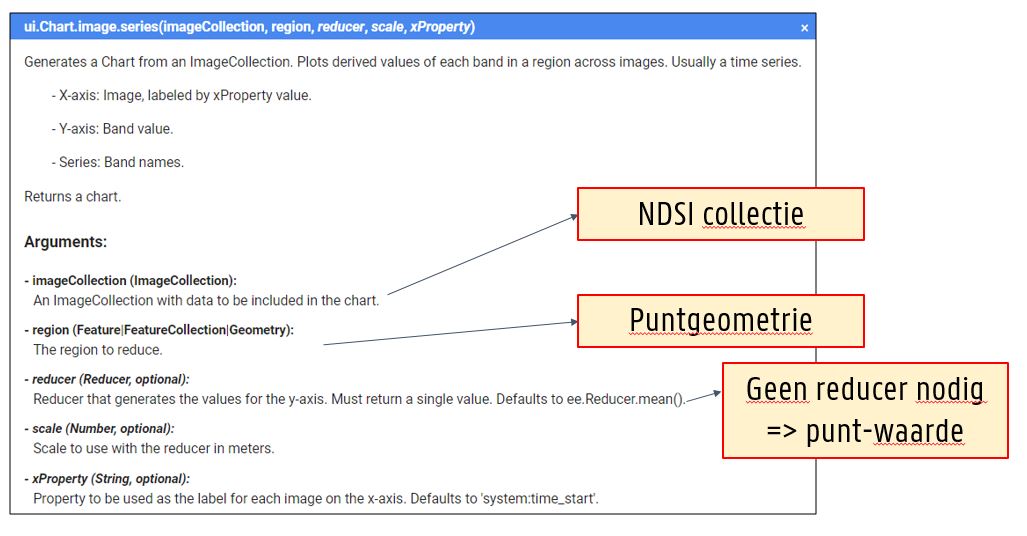 ui.Chart.image.series(imageCollection, region, reducer, scale, xProperty) ×
Generates a Chart from an ImageCollection. Plots derived values of each band in a region across images. Usually a time series.
- X-axis: Image, labeled by xProperty value.
- Y-axis: Band value.
- Series: Band names.
Returns a chart.
Arguments:
- imageCollection (ImageCollection):
An ImageCollection with data to be included in the chart.
- region (Feature|FeatureCollection|Geometry):
The region to reduce.
- reducer (Reducer, optional):
Reducer that generates the values for the y-axis. Must return a single value. Defaults to ee.Reducer.mean().
- scale (Number, optional):
Scale to use with the reducer in meters.
- xProperty (String, optional):
Property to be used as the label for each image on the x-axis. Defaults to 'system:time_start'.
NDSI collectie
Puntgeometrie
Geen reducer nodig
=> punt-waarde